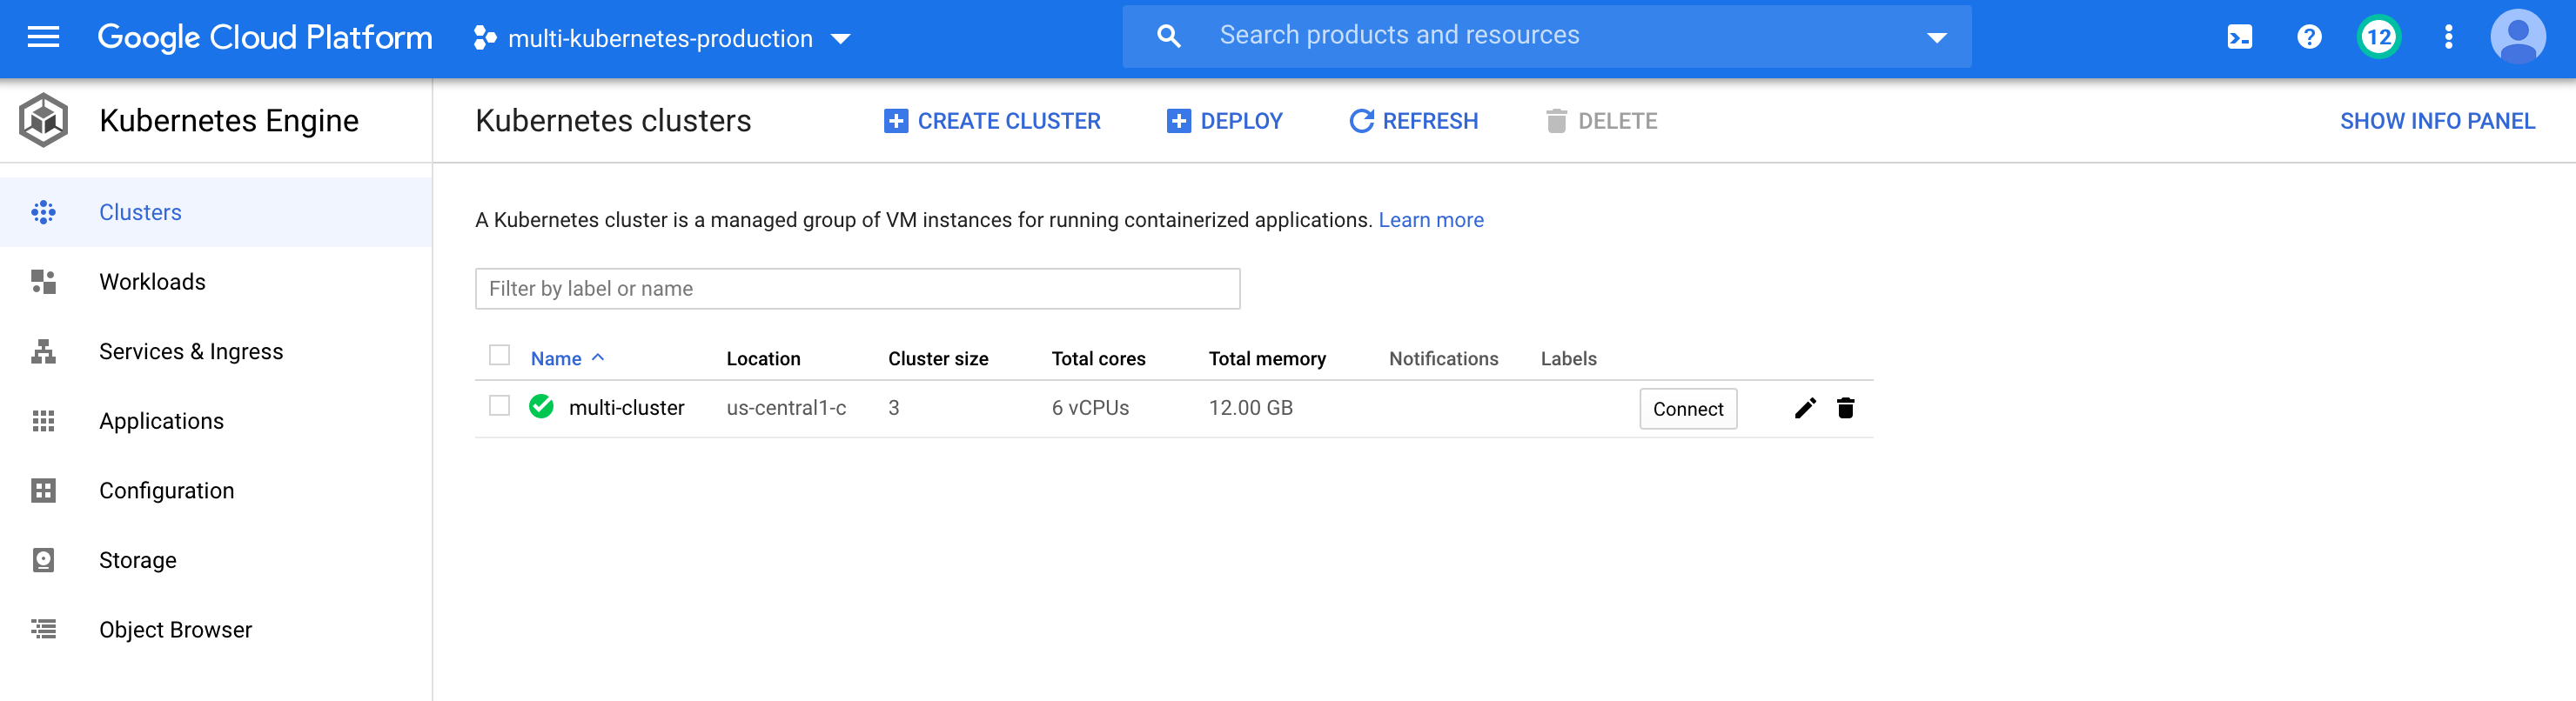 Google Cloud Platform
multi-kubernetes-production
Search products and resources
12
Kubernetes Engine
Kubernetes clusters
CREATE CLUSTER
DEPLOY
REFRESH
DELETE
SHOW INFO PANEL
Clusters
Workloads
Services & Ingress
Applications
Configuration
Storage
Object Browser
A Kubernetes cluster is a managed group of VM instances for running containerized applications. Learn more
Filter by label or name
Name Location Cluster size Total cores Total memory Notifications Labels
multi-cluster us-central1-c 3 6 vCPUs 12.00 GB Connect